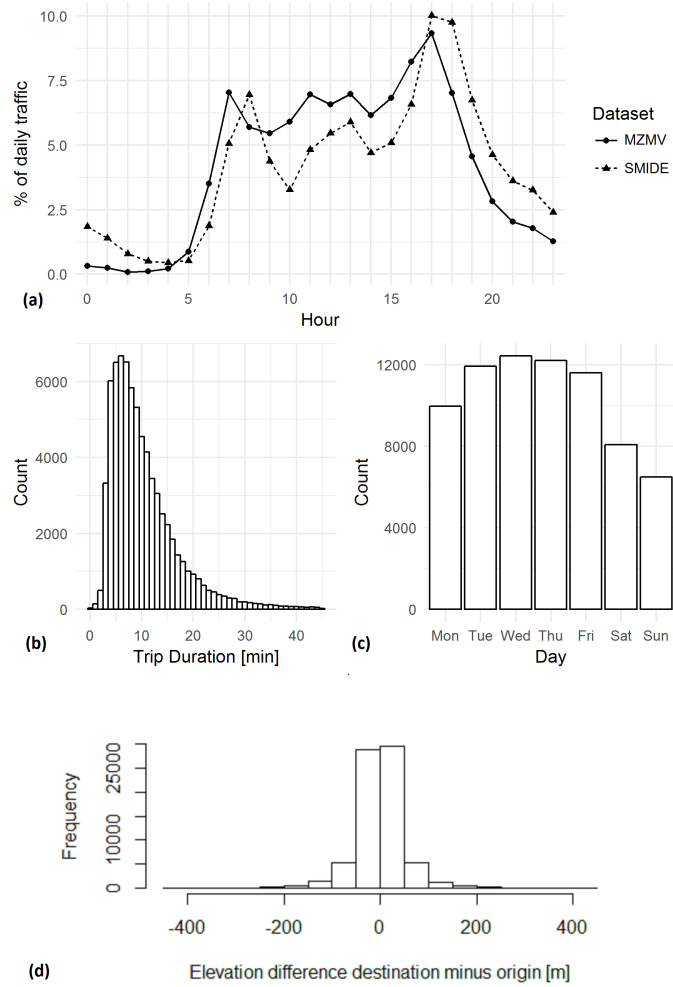 10.0
7.5
5.0
2.5
0.0
% of daily traffic
0 5 10 15 20
Hour
(a)
Dataset
MZMV
SMIDE
6000
4000
2000
0
Count
0 10 20 30 40
Trip Duration [min]
(b)
12000
8000
4000
0
Count
Mon Tue Wed Thu Fri Sat Sun
Day
(c)
25000
10000
0
Frequency
-400 -200 0 200 400
Elevation difference destination minus origin [m]
(d)